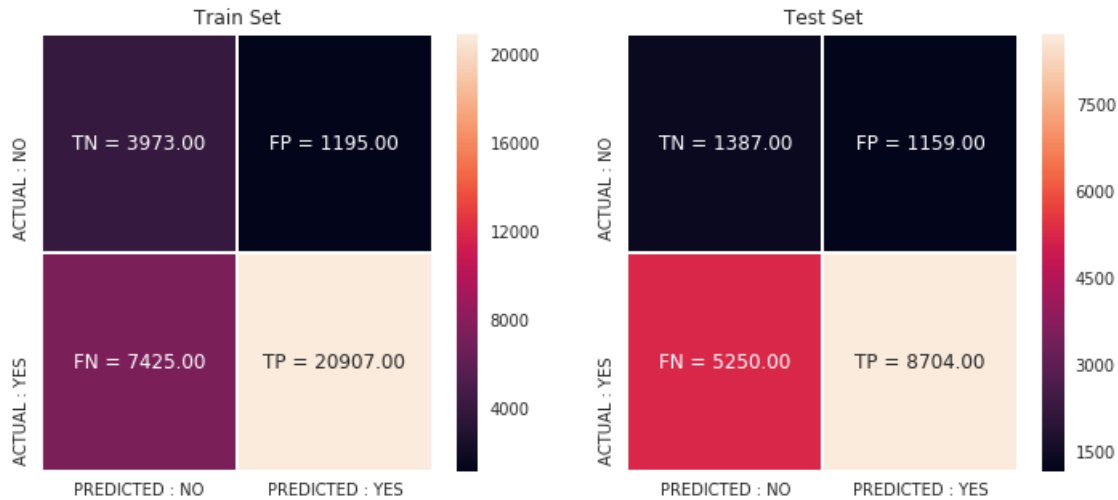 Train Set
ACTUAL : NO
TN = 3973.00
FP = 1195.00
ACTUAL : YES
FN = 7425.00
TP = 20907.00
PREDICTED : NO
PREDICTED : YES
20000
16000
12000
8000
4000
Test Set
ACTUAL : NO
TN = 1387.00
FP = 1159.00
ACTUAL : YES
FN = 5250.00
TP = 8704.00
PREDICTED : NO
PREDICTED : YES
7500
6000
4500
3000
1500